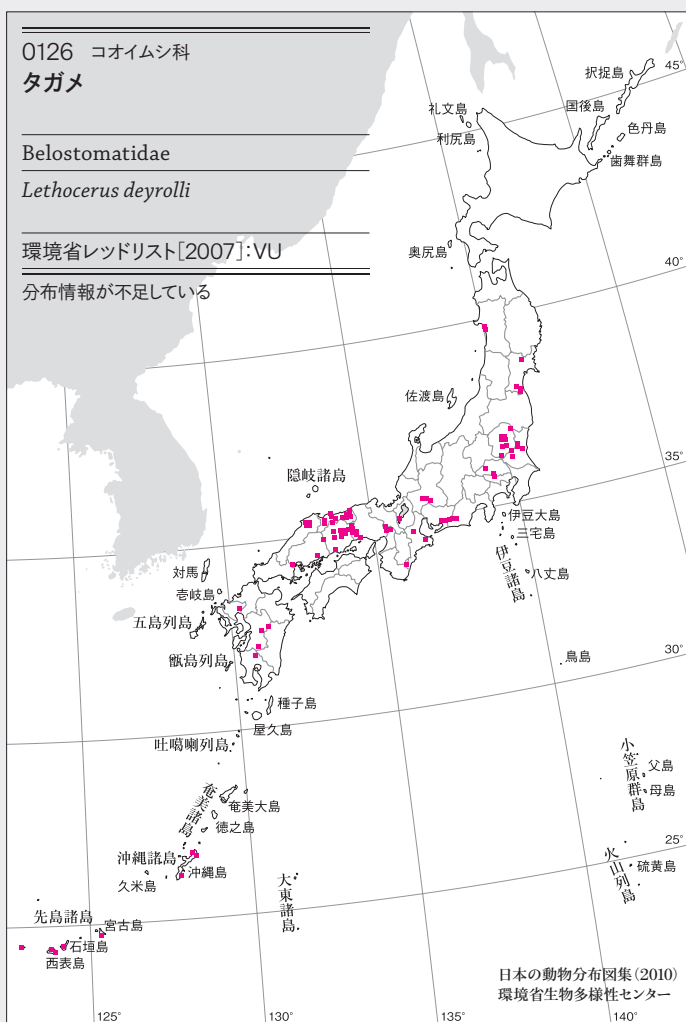 0126 コオイムシ科
タガメ
Belostomatidae
Lethocerus deyrolli
環境省レッドリスト[2007]:VU
分布情報が不足している
択捉島
国後島
色丹島
歯舞群島
礼文島
利尻島
奥尻島
佐渡島
隠岐諸島
伊豆大島
三宅島
伊豆諸島
八丈島
対馬
壱岐島
五島列島
甑島列島
鳥島
種子島
屋久島
吐噶喇列島
奄美諸島
奄美大島
徳之島
小笠原群島
父島
母島
沖縄諸島
沖縄島
久米島
大東諸島
火山列島
硫黄島
先島諸島
宮古島
石垣島
西表島
45°
40°
35°
30°
25°
125°
130°
135°
140°
日本の動物分布図集(2010)
環境省生物多様性センター